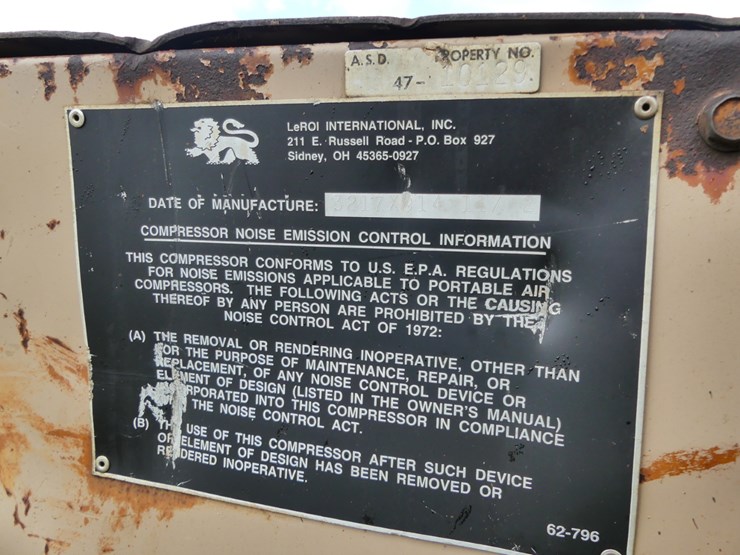 A.S.D. PROPERTY NO.
47-
LeROI INTERNATIONAL, INC.
211 E. Russell Road - P.O. Box 927
Sidney, OH 45365-0927
DATE OF MANUFACTURE:
COMPRESSOR NOISE EMISSION CONTROL INFORMATION
THIS COMPRESSOR CONFORMS TO U.S. E.P.A. REGULATIONS
FOR NOISE EMISSIONS APPLICABLE TO PORTABLE AIR
COMPRESSORS. THE FOLLOWING ACTS OR THE CAUSING
THEREOF BY ANY PERSON ARE PROHIBITED BY THE
NOISE CONTROL ACT OF 1972:
(A) THE REMOVAL OR RENDERING INOPERATIVE, OTHER THAN
FOR THE PURPOSE OF MAINTENANCE, REPAIR, OR
REPLACEMENT, OF ANY NOISE CONTROL DEVICE OR
ELEMENT OF DESIGN (LISTED IN THE OWNER'S MANUAL)
INCORPORATED INTO THIS COMPRESSOR IN COMPLIANCE
THE NOISE CONTROL ACT.
(B) THE USE OF THIS COMPRESSOR AFTER SUCH DEVICE
OR ELEMENT OF DESIGN HAS BEEN REMOVED OR
RENDERED INOPERATIVE.
62-796